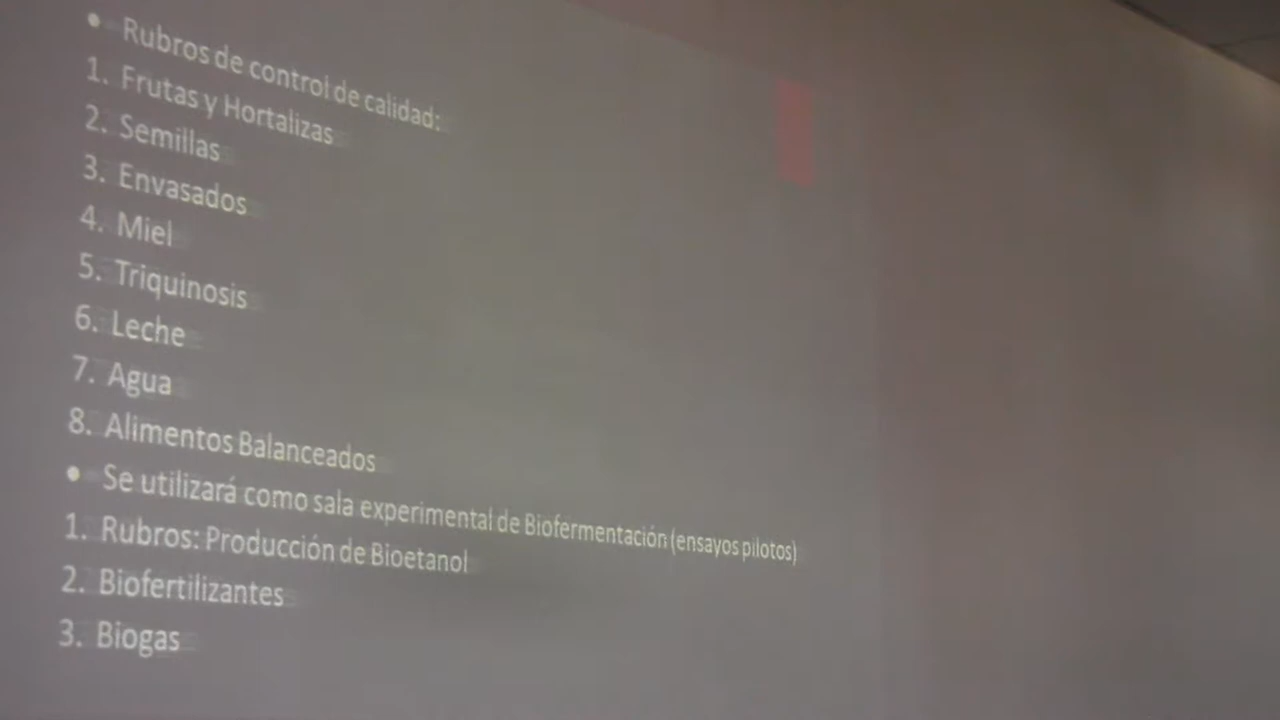 • Rubros de control de calidad:
1. Frutas y Hortalizas
2. Semillas
3. Envasados
4. Miel
5. Triquinosis
6. Leche
7. Agua
8. Alimentos Balanceados
• Se utilizará como sala experimental de Biofermentación (ensayos pilotos)
1. Rubros: Producción de Bioetanol
2. Biofertilizantes
3. Biogas